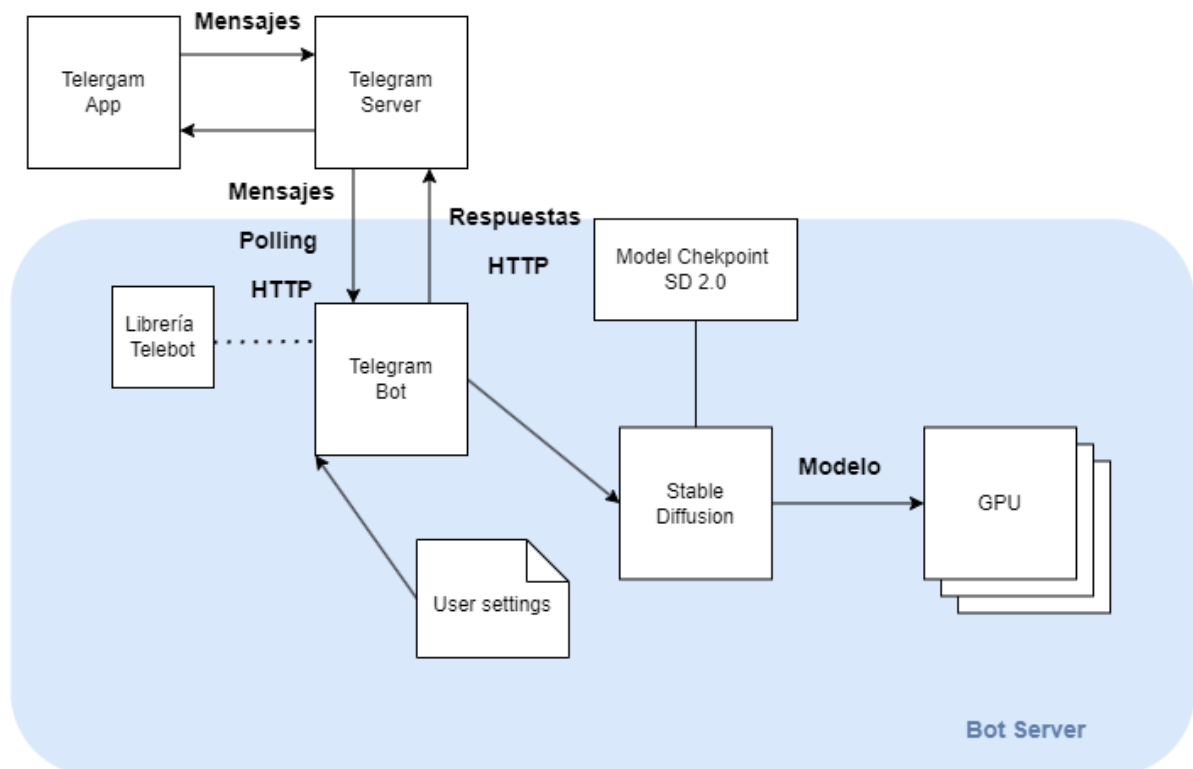 Mensajes
Telergam
App
Telegram
Server
Mensajes
Polling
HTTP
Respuestas
HTTP
Model Chekpoint
SD 2.0
Librería
Telebot
Telegram
Bot
Stable
Diffusion
Modelo
GPU
User settings
Bot Server